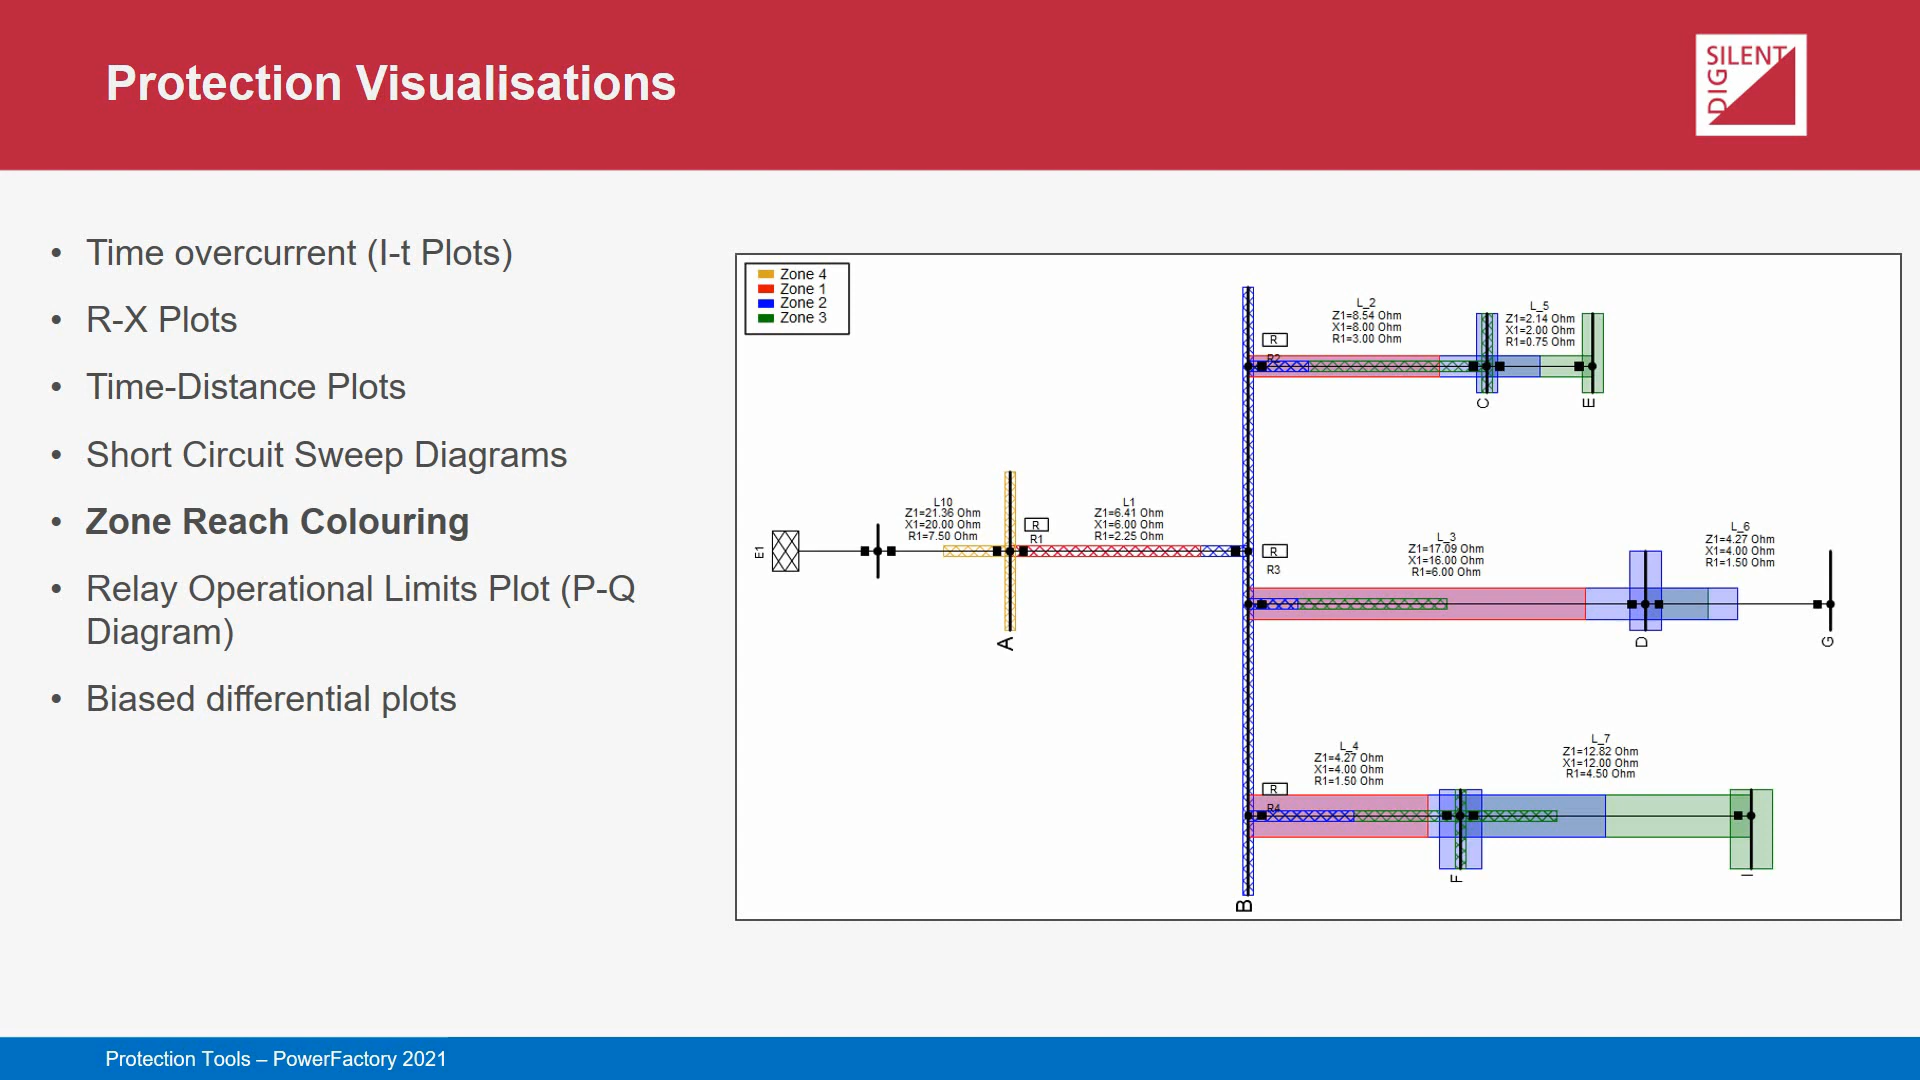 Protection Visualisations
SILENT
DIG
• Time overcurrent (I-t Plots)
• R-X Plots
• Time-Distance Plots
• Short Circuit Sweep Diagrams
• Zone Reach Colouring
• Relay Operational Limits Plot (P-Q
Diagram)
• Biased differential plots
Zone 4
Zone 1
Zone 2
Zone 3
L_2
Z1=8.54 Ohm
X1=8.00 Ohm
R1=3.00 Ohm
L_5
Z1=2.14 Ohm
X1=2.00 Ohm
R1=0.75 Ohm
R
R2
C
E
L10
Z1=21.36 Ohm
X1=20.00 Ohm
R1=7.50 Ohm
R
R1
L1
Z1=6.41 Ohm
X1=6.00 Ohm
R1=2.25 Ohm
E1
A
R
R3
L_3
Z1=17.09 Ohm
X1=16.00 Ohm
R1=6.00 Ohm
L_6
Z1=4.27 Ohm
X1=4.00 Ohm
R1=1.50 Ohm
D
G
L_4
Z1=4.27 Ohm
X1=4.00 Ohm
R1=1.50 Ohm
L_7
Z1=12.82 Ohm
X1=12.00 Ohm
R1=4.50 Ohm
R
R4
F
I
B
Protection Tools – PowerFactory 2021